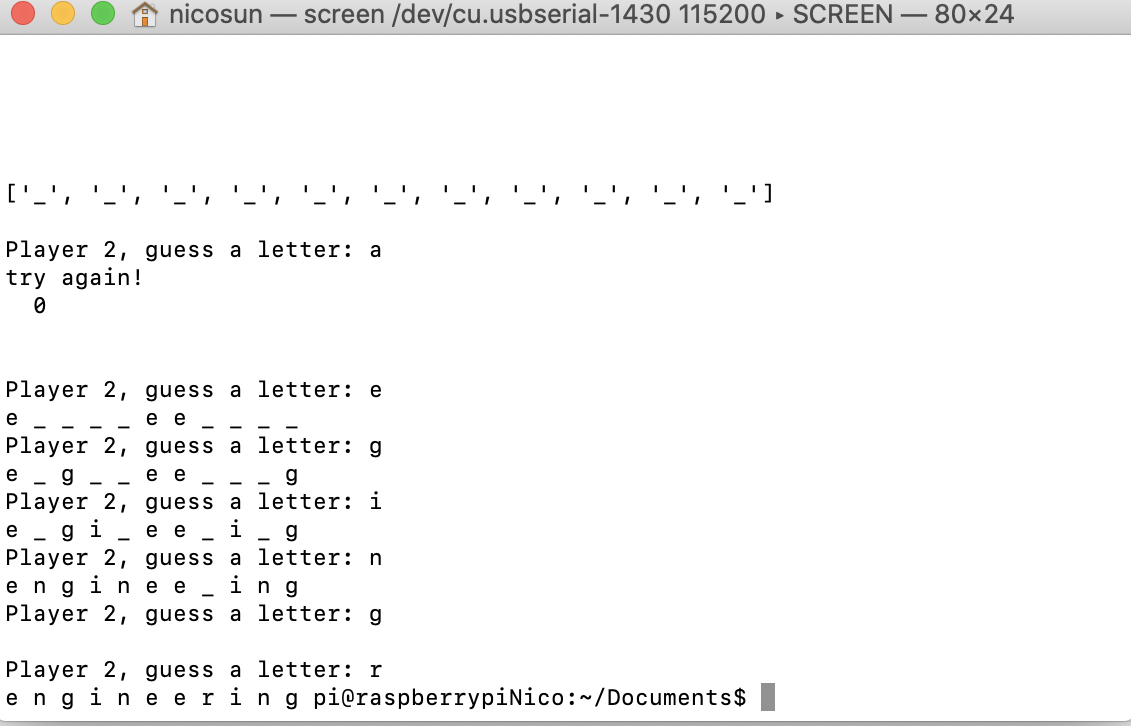 nicosun — screen /dev/cu.usbserial-1430 115200 ▸ SCREEN — 80×24
['_', '_', '_', '_', '_', '_', '_', '_', '_', '_', '_']
Player 2, guess a letter: a
try again!
  0
Player 2, guess a letter: e
e _ _ _ _ e e _ _ _ _
Player 2, guess a letter: g
e _ g _ _ e e _ _ _ g
Player 2, guess a letter: i
e _ g i _ e e _ i _ g
Player 2, guess a letter: n
e n g i n e e _ i n g
Player 2, guess a letter: g
Player 2, guess a letter: r
e n g i n e e r i n g pi@raspberrypiNico:~/Documents$